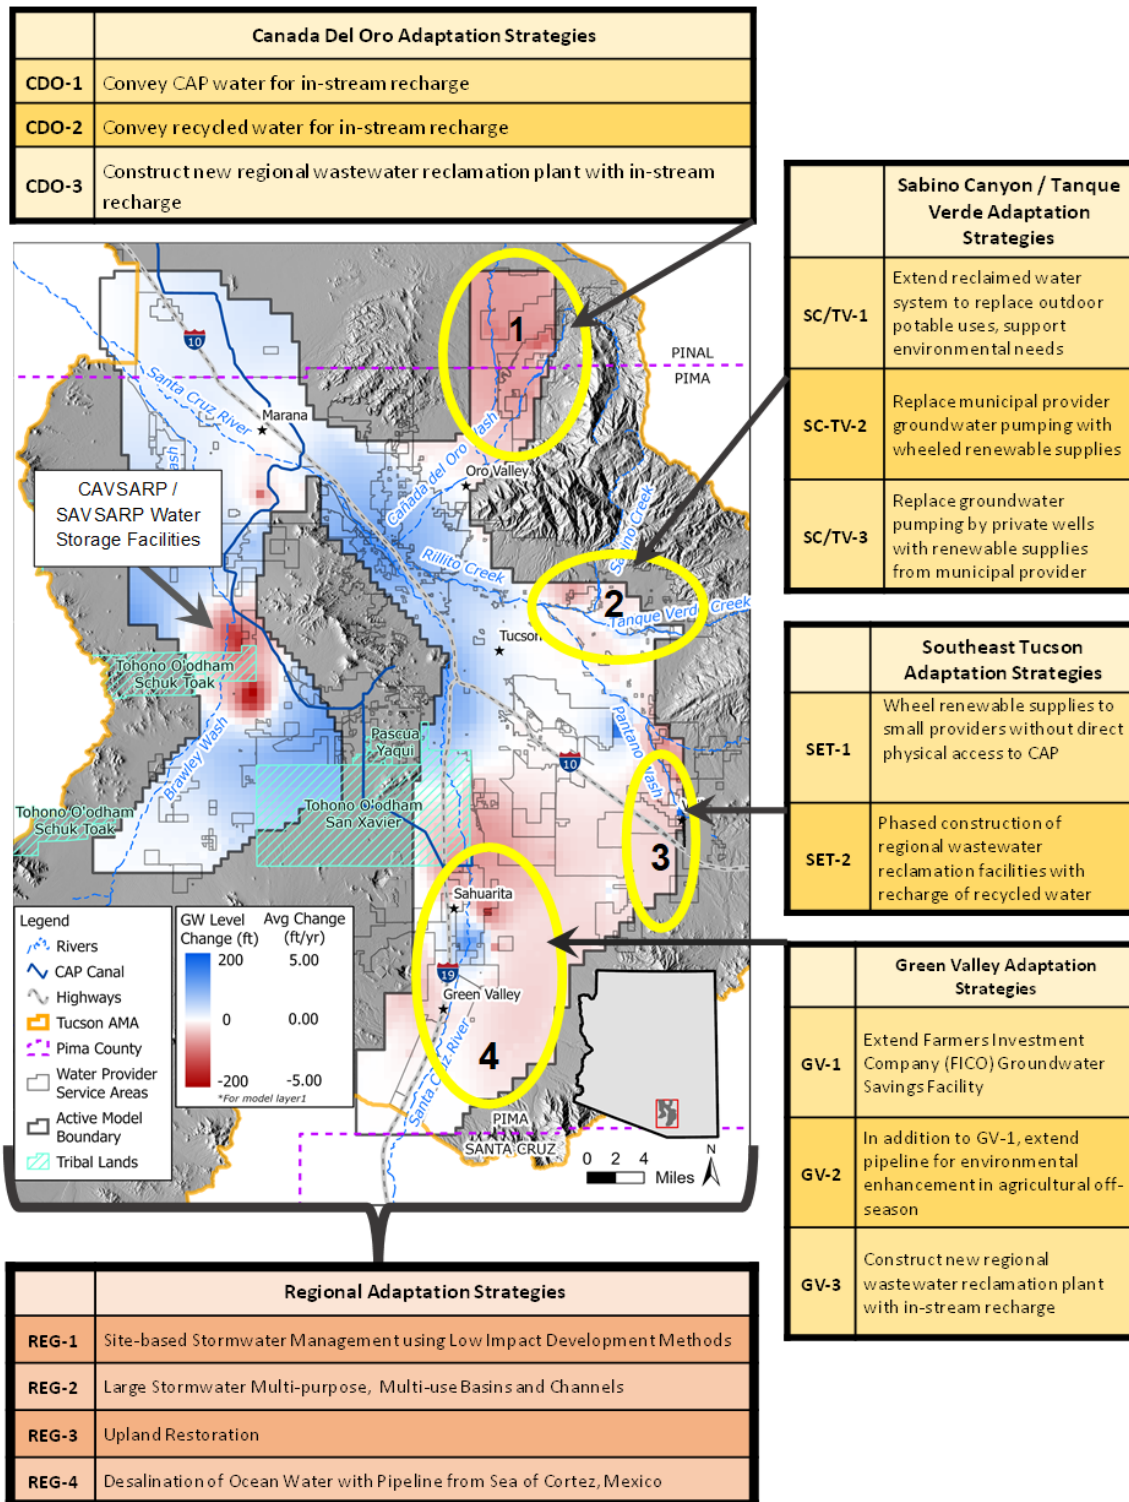 Canada Del Oro Adaptation Strategies
CDO-1 Convey CAP water for in-stream recharge
CDO-2 Convey recycled water for in-stream recharge
CDO-3 Construct new regional wastewater reclamation plant with in-stream
recharge
Sabino Canyon / Tanque
Verde Adaptation
Strategies
SC/TV-1 Extend reclaimed water
system to replace outdoor
potable uses, support
environmental needs
SC-TV-2 Replace municipal provider
groundwater pumping with
wheeled renewable supplies
SC/TV-3 Replace groundwater
pumping by private wells
with renewable supplies
from municipal provider
Southeast Tucson
Adaptation Strategies
SET-1 Wheel renewable supplies to
small providers without direct
physical access to CAP
SET-2 Phased construction of
regional wastewater
reclamation facilities with
recharge of recycled water
Green Valley Adaptation
Strategies
GV-1 Extend Farmers Investment
Company (FICO) Groundwater
Savings Facility
GV-2 In addition to GV-1, extend
pipeline for environmental
enhancement in agricultural off-
season
GV-3 Construct new regional
wastewater reclamation plant
with in-stream recharge
1
10
PINAL
PIMA
Santa Cruz River
Marana
Cañada del Oro Wash
Oro Valley
CAVSARP /
SAVSARP Water
Storage Facilities
Sabino Creek
Rillito Creek
2
Tanque Verde Creek
Tucson
Tohono O'odham
Schuk Toak
Pantano Wash
Pascua
Yaqui
10
Brawley Wash
Tohono O'odham
San Xavier
Tohono O'odham
Schuk Toak
3
Sahuarita
19
Green Valley
4
Santa Cruz River
PIMA
SANTA CRUZ
0 2 4
Miles
N
Legend
Rivers
CAP Canal
Highways
Tucson AMA
Pima County
Water Provider
Service Areas
Active Model
Boundary
Tribal Lands
GW Level Avg Change
Change (ft) (ft/yr)
200 5.00
0 0.00
-200 -5.00
*For model layer1
Regional Adaptation Strategies
REG-1 Site-based Stormwater Management using Low Impact Development Methods
REG-2 Large Stormwater Multi-purpose, Multi-use Basins and Channels
REG-3 Upland Restoration
REG-4 Desalination of Ocean Water with Pipeline from Sea of Cortez, Mexico